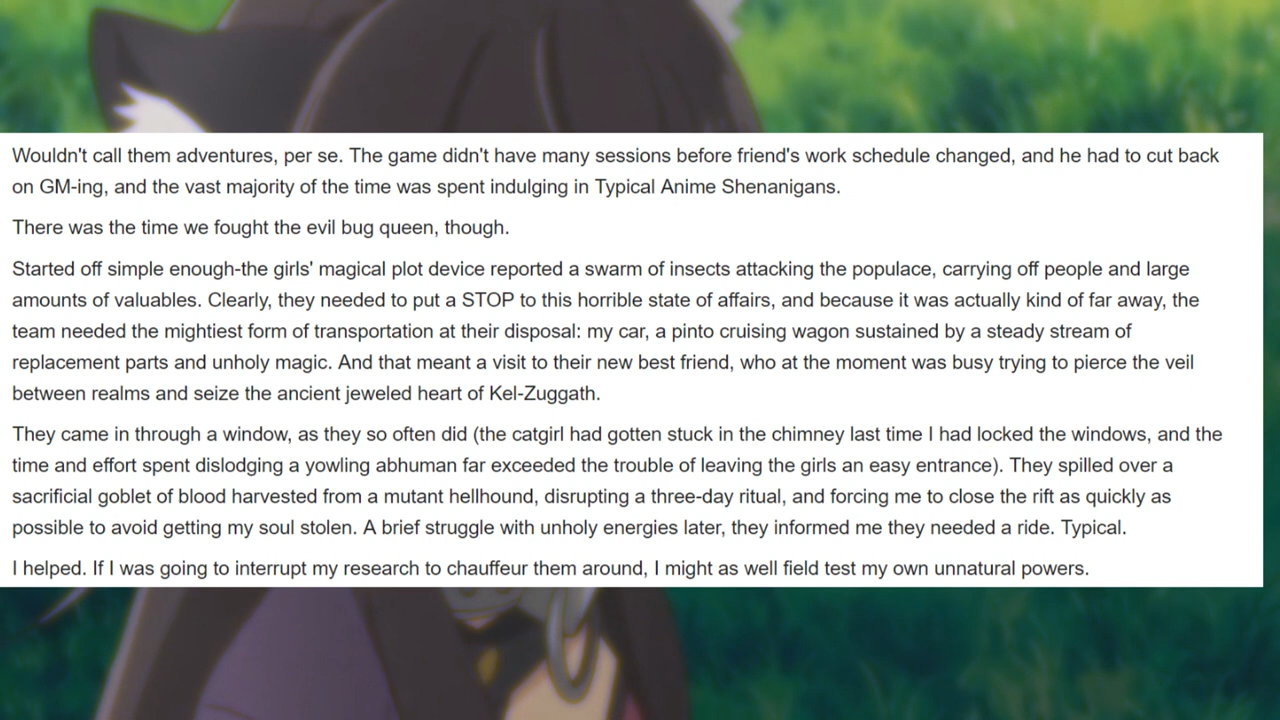 Wouldn't call them adventures, per se. The game didn't have many sessions before friend's work schedule changed, and he had to cut back
on GM-ing, and the vast majority of the time was spent indulging in Typical Anime Shenanigans.
There was the time we fought the evil bug queen, though.
Started off simple enough-the girls' magical plot device reported a swarm of insects attacking the populace, carrying off people and large
amounts of valuables. Clearly, they needed to put a STOP to this horrible state of affairs, and because it was actually kind of far away, the
team needed the mightiest form of transportation at their disposal: my car, a pinto cruising wagon sustained by a steady stream of
replacement parts and unholy magic. And that meant a visit to their new best friend, who at the moment was busy trying to pierce the veil
between realms and seize the ancient jeweled heart of Kel-Zuggath.
They came in through a window, as they so often did (the catgirl had gotten stuck in the chimney last time I had locked the windows, and the
time and effort spent dislodging a yowling abhuman far exceeded the trouble of leaving the girls an easy entrance). They spilled over a
sacrificial goblet of blood harvested from a mutant hellhound, disrupting a three-day ritual, and forcing me to close the rift as quickly as
possible to avoid getting my soul stolen. A brief struggle with unholy energies later, they informed me they needed a ride. Typical.
I helped. If I was going to interrupt my research to chauffeur them around, I might as well field test my own unnatural powers.